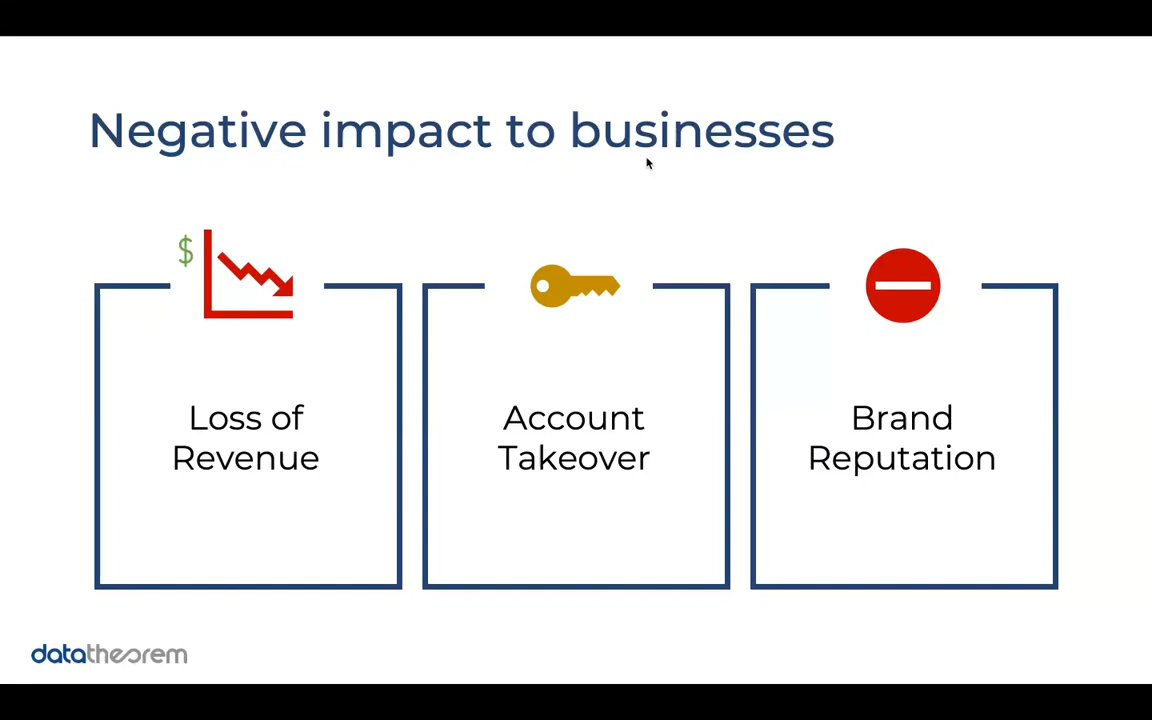 Negative impact to businesses
$
Loss of
Revenue
Account
Takeover
Brand
Reputation
datatheorem